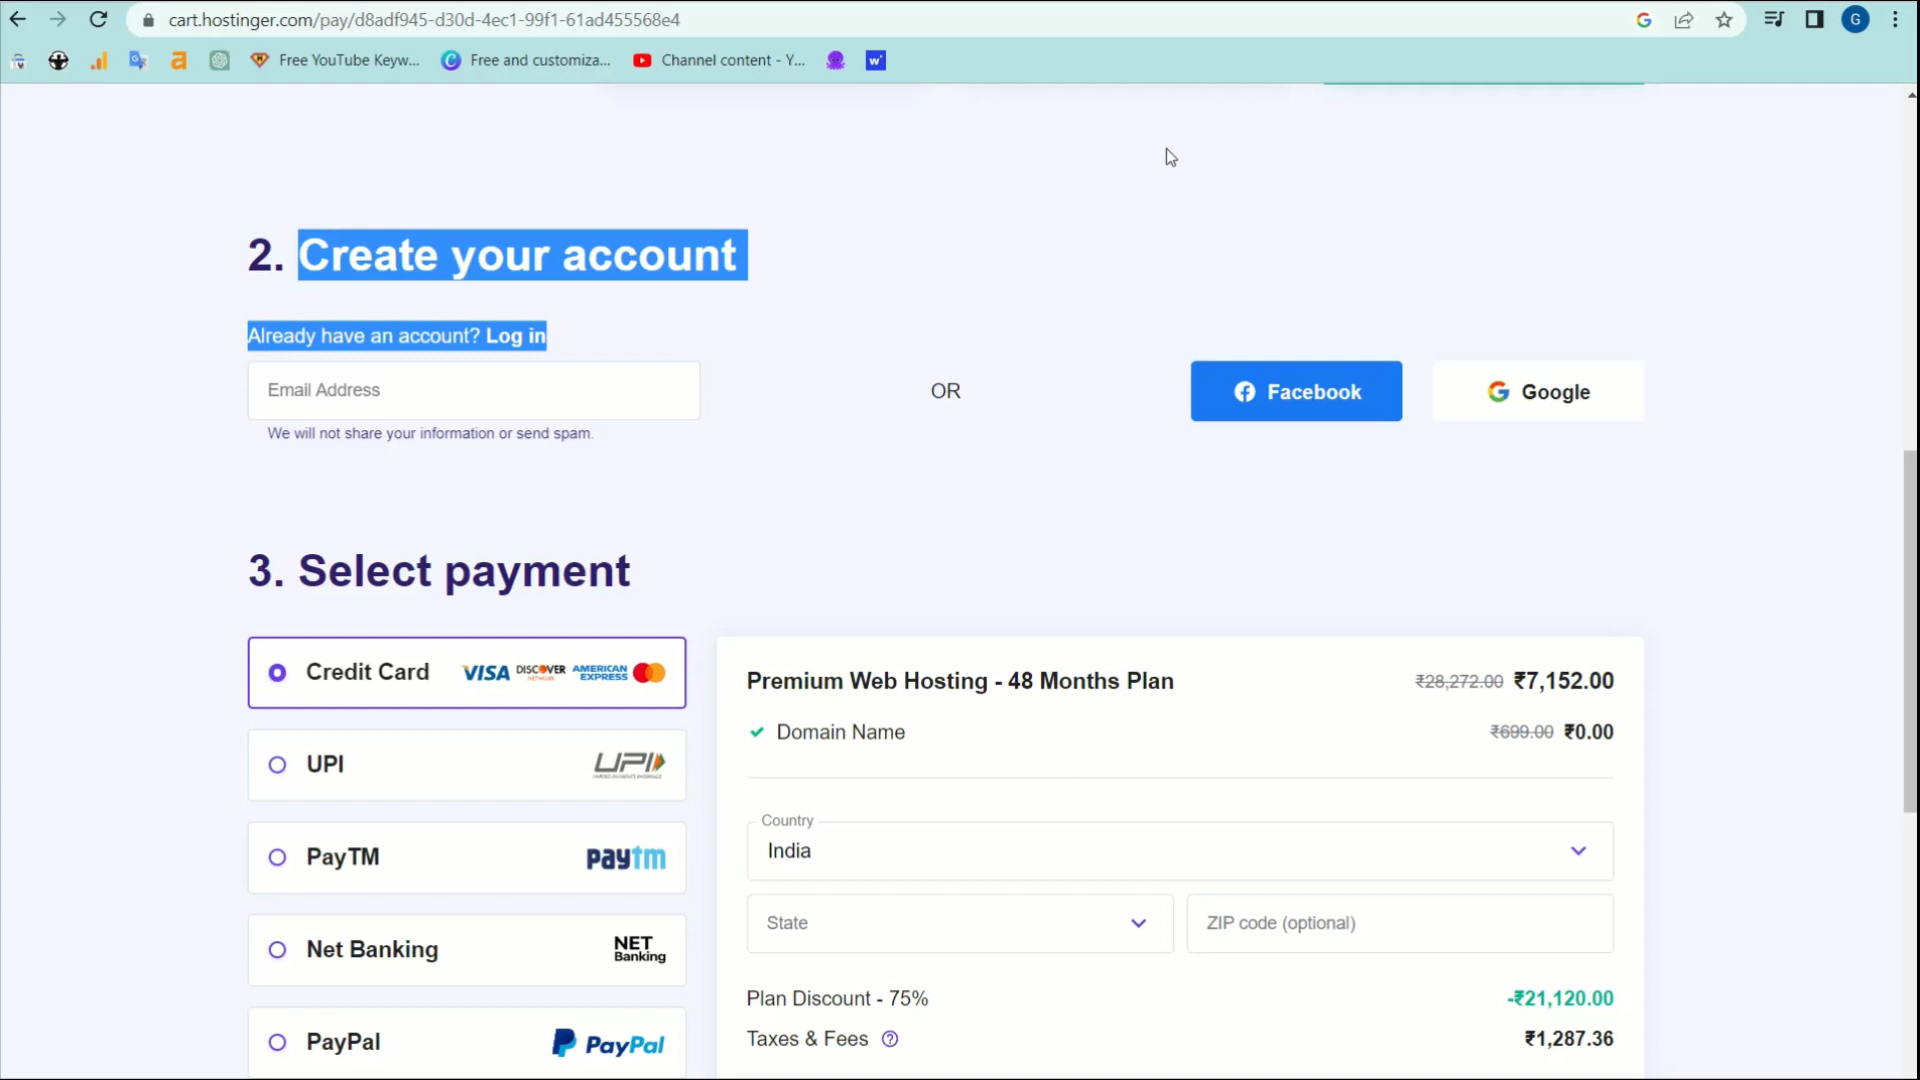 cart.hostinger.com/pay/d8adf945-d30d-4ec1-99f1-61ad455568e4
G
Free YouTube Keyw...
Free and customiza...
Channel content - Y...
2. Create your account
Already have an account? Log in
Email Address
OR
Facebook
Google
We will not share your information or send spam.
3. Select payment
Credit Card VISA DISCOVER NETWORK AMERICAN EXPRESS
Premium Web Hosting - 48 Months Plan ₹28,272.00 ₹7,152.00
Domain Name ₹699.00 ₹0.00
UPI UPI
Country
India
PayTM paytm
State
ZIP code (optional)
Net Banking NET Banking
Plan Discount - 75% -₹21,120.00
Taxes & Fees ₹1,287.36
PayPal PayPal